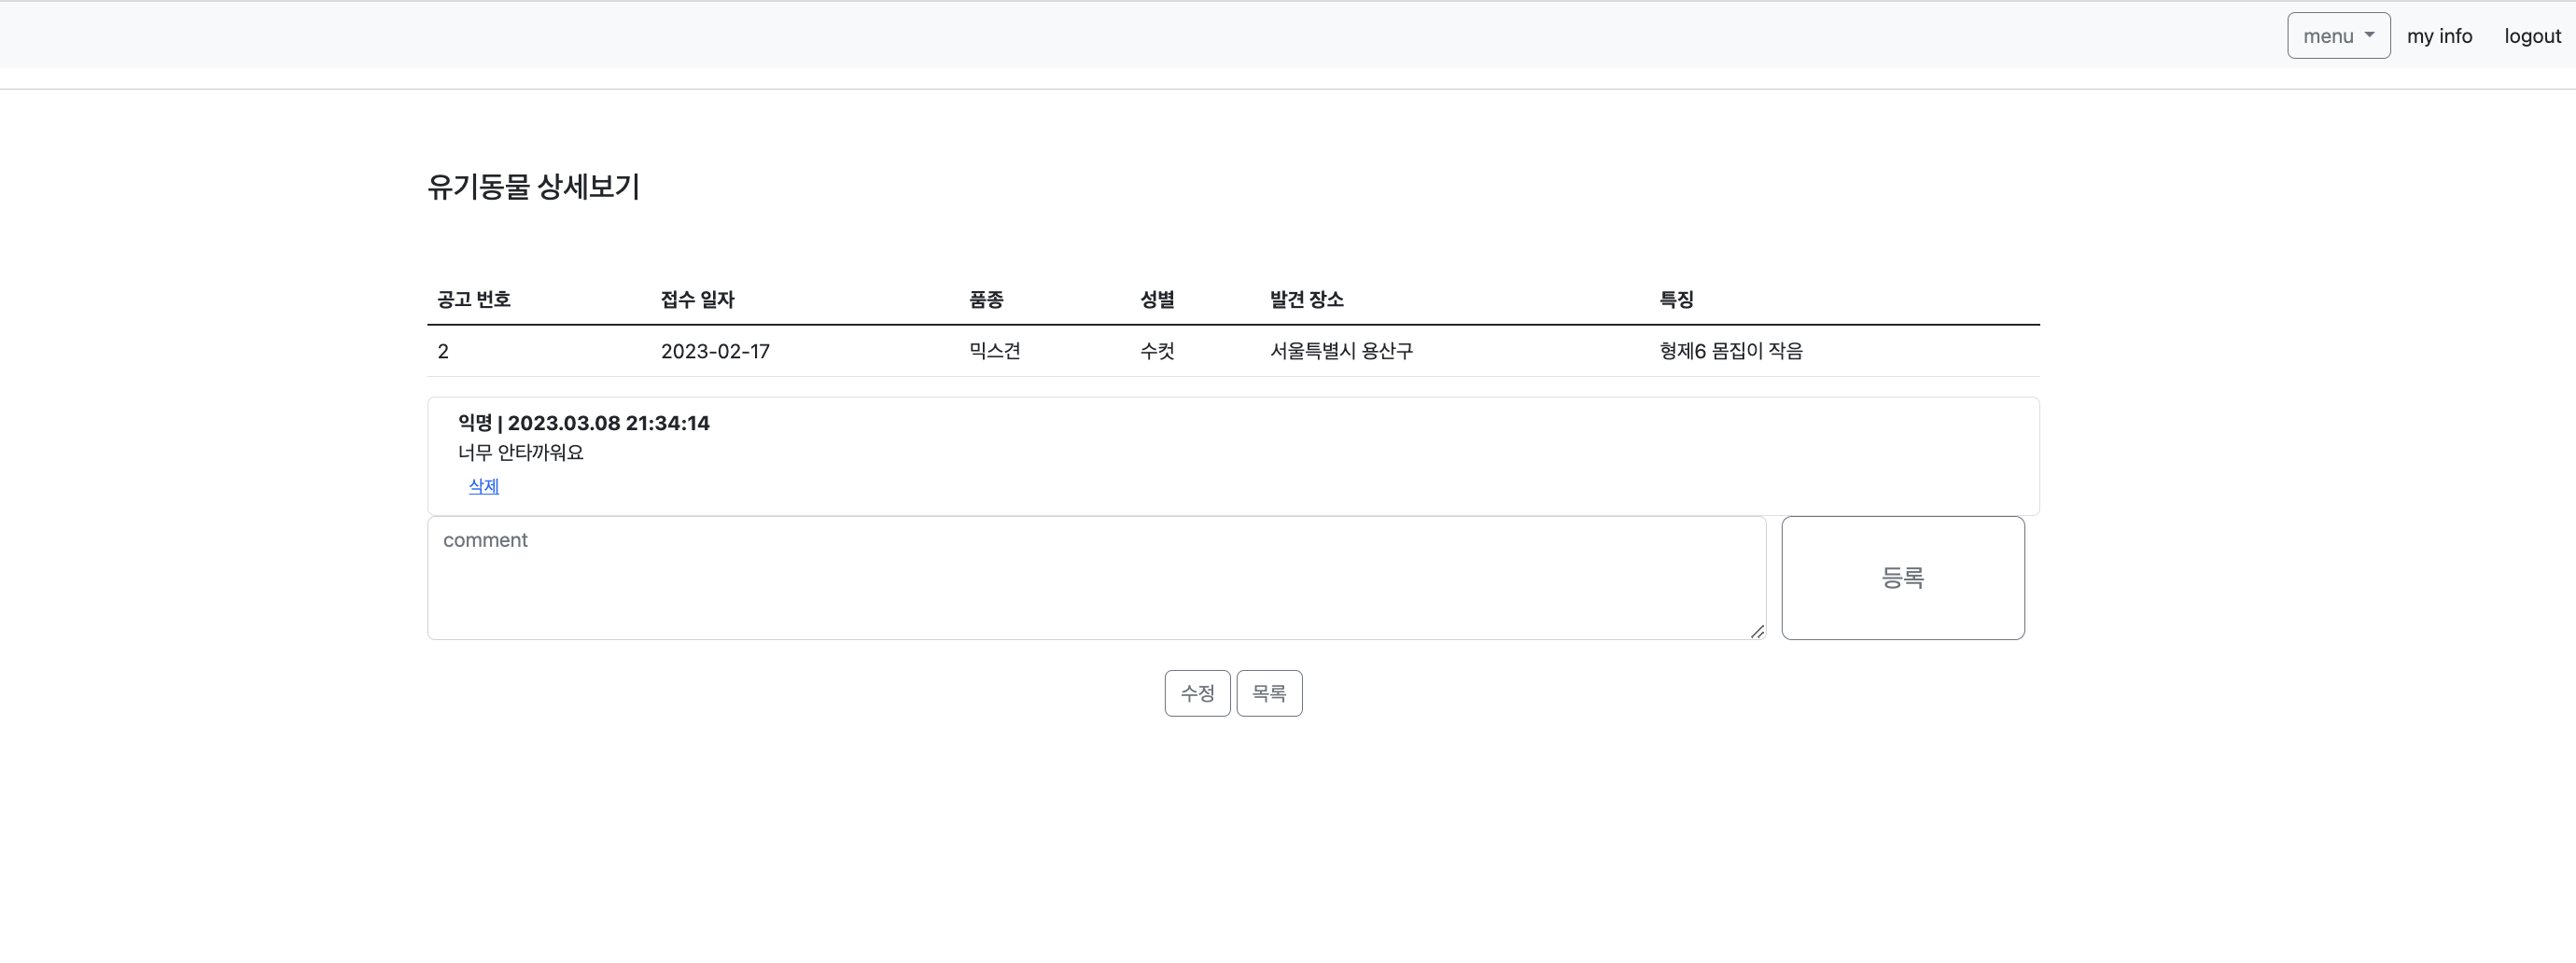 menu my info logout
유기동물 상세보기
공고 번호 접수 일자 품종 성별 발견 장소 특징
2 2023-02-17 믹스견 수컷 서울특별시 용산구 형제6 몸집이 작음
익명 | 2023.03.08 21:34:14
너무 안타까워요
삭제
comment
등록
수정 목록